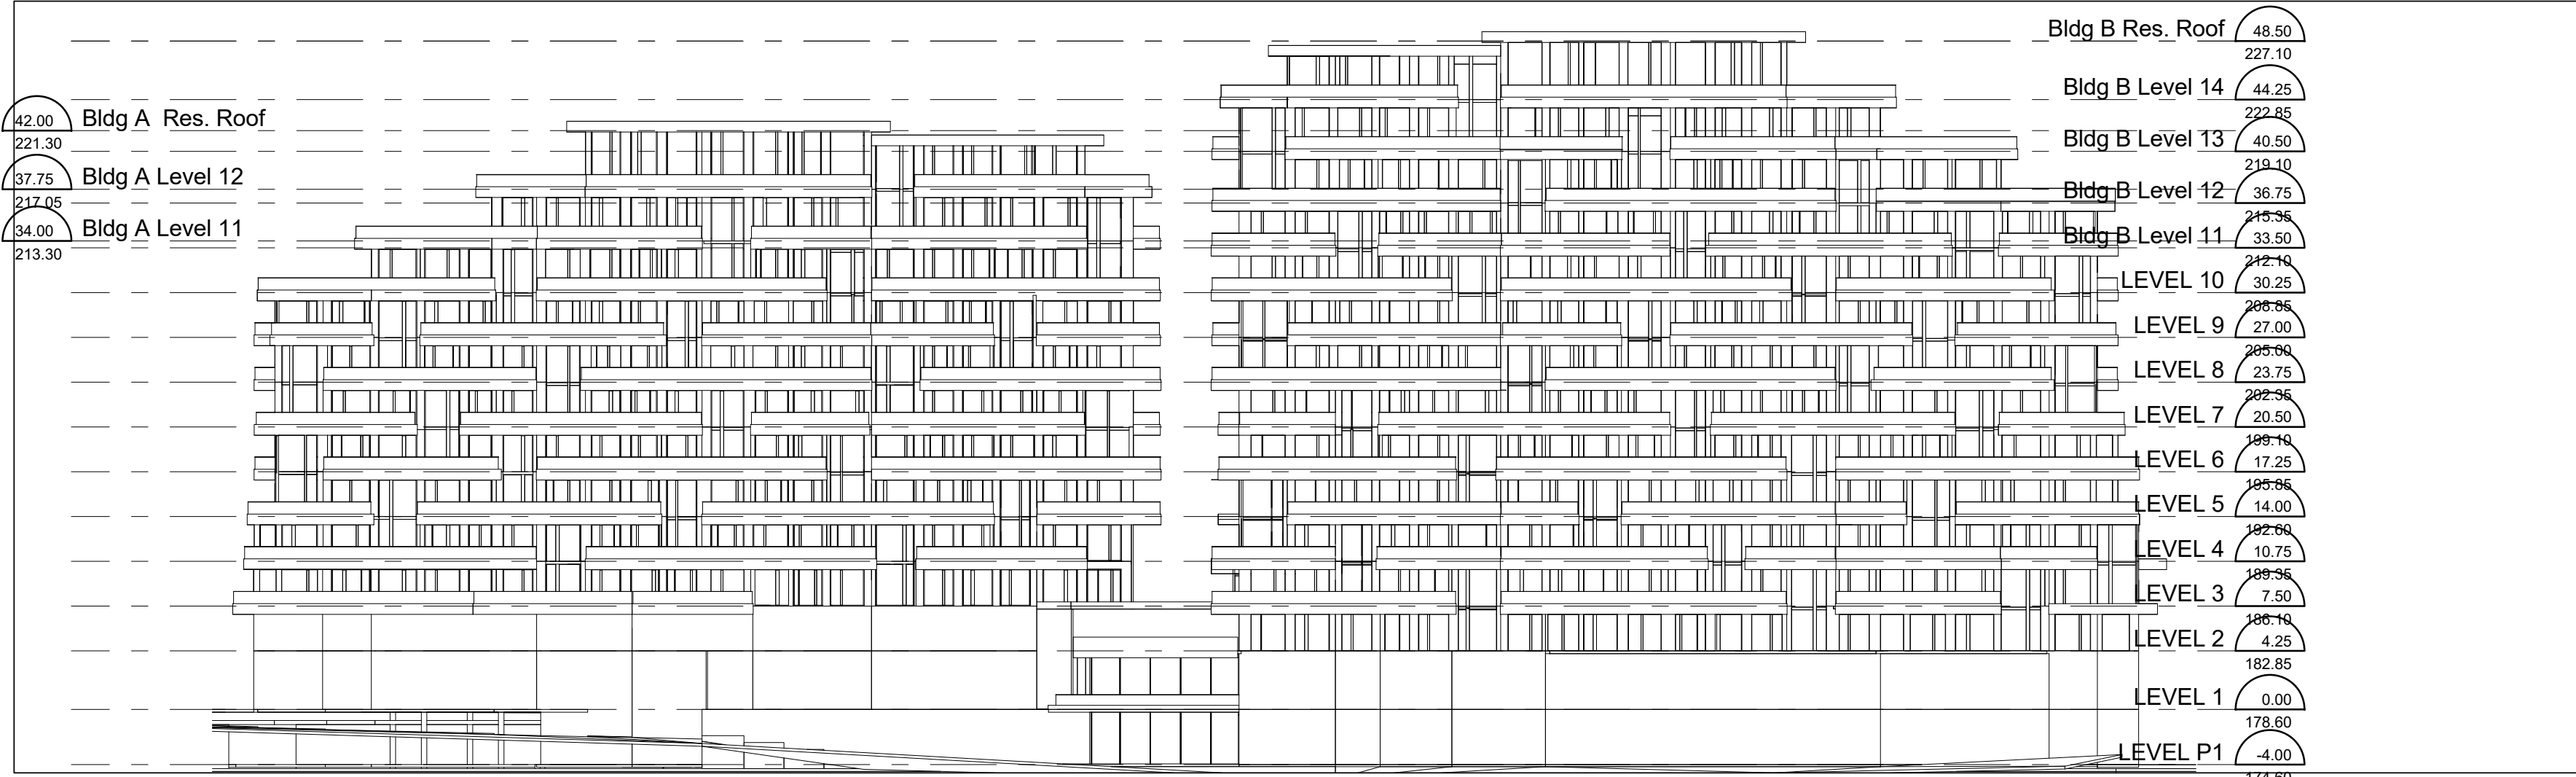 42.00
Bldg A  Res. Roof
221.30
37.75
Bldg A Level 12
217.05
34.00
Bldg A Level 11
213.30
Bldg B Res. Roof
48.50
227.10
Bldg B Level 14
44.25
222.85
Bldg B Level 13
40.50
219.10
Bldg B Level 12
36.75
215.35
Bldg B Level 11
33.50
212.10
LEVEL 10
30.25
208.85
LEVEL 9
27.00
205.00
LEVEL 8
23.75
202.35
LEVEL 7
20.50
199.10
LEVEL 6
17.25
195.85
LEVEL 5
14.00
192.60
LEVEL 4
10.75
189.35
LEVEL 3
7.50
186.10
LEVEL 2
4.25
182.85
LEVEL 1
0.00
178.60
LEVEL P1
-4.00
174.60